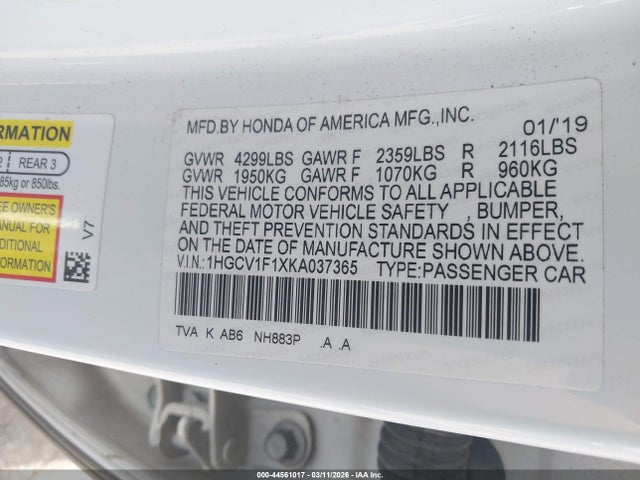 RMATION
2 REAR 3
85kg or 850lbs.
EE OWNER'S
ANUAL FOR
DDITIONAL
ORMATION
V7
MFD.BY HONDA OF AMERICA MFG.,INC. 01/'19
GVWR 4299LBS GAWR F 2359LBS R 2116LBS
GVWR 1950KG GAWR F 1070KG R 960KG
THIS VEHICLE CONFORMS TO ALL APPLICABLE
FEDERAL MOTOR VEHICLE SAFETY , BUMPER,
AND THEFT PREVENTION STANDARDS IN EFFECT
ON THE DATE OF MANUFACTURE SHOWN ABOVE.
V.I.N.:1HGCV1F1XKA037365 TYPE:PASSENGER CAR
TVA K AB6 NH883P .A .A
000-44561017 - 03/11/2026 - IAA Inc.